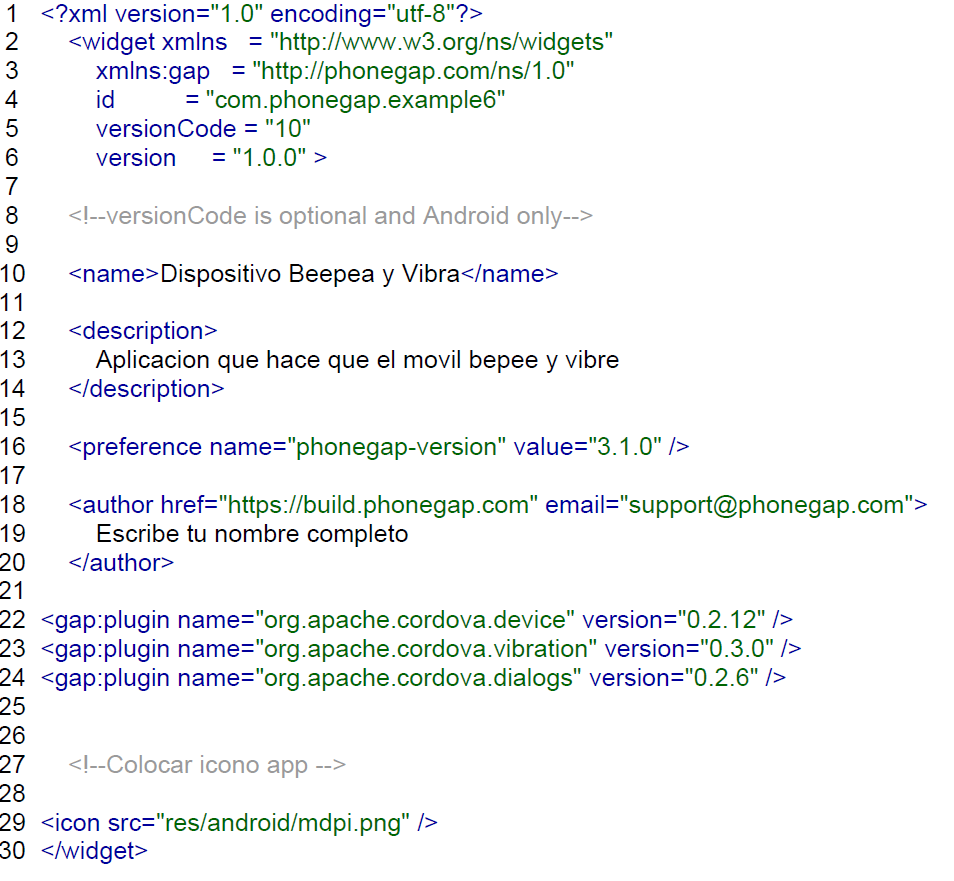 1 <?xml version="1.0" encoding="utf-8"?>
2 <widget xmlns = "http://www.w3.org/ns/widgets"
3 xmlns:gap = "http://phonegap.com/ns/1.0"
4 id = "com.phonegap.example6"
5 versionCode = "10"
6 version = "1.0.0" >
7
8 <!--versionCode is optional and Android only-->
9
10 <name>Dispositivo Beepea y Vibra</name>
11
12 <description>
13 Aplicacion que hace que el movil bepee y vibre
14 </description>
15
16 <preference name="phonegap-version" value="3.1.0" />
17
18 <author href="https://build.phonegap.com" email="support@phonegap.com">
19 Escribe tu nombre completo
20 </author>
21
22 <gap:plugin name="org.apache.cordova.device" version="0.2.12" />
23 <gap:plugin name="org.apache.cordova.vibration" version="0.3.0" />
24 <gap:plugin name="org.apache.cordova.dialogs" version="0.2.6" />
25
26
27 <!--Colocar icono app -->
28
29 <icon src="res/android/mdpi.png" />
30 </widget>